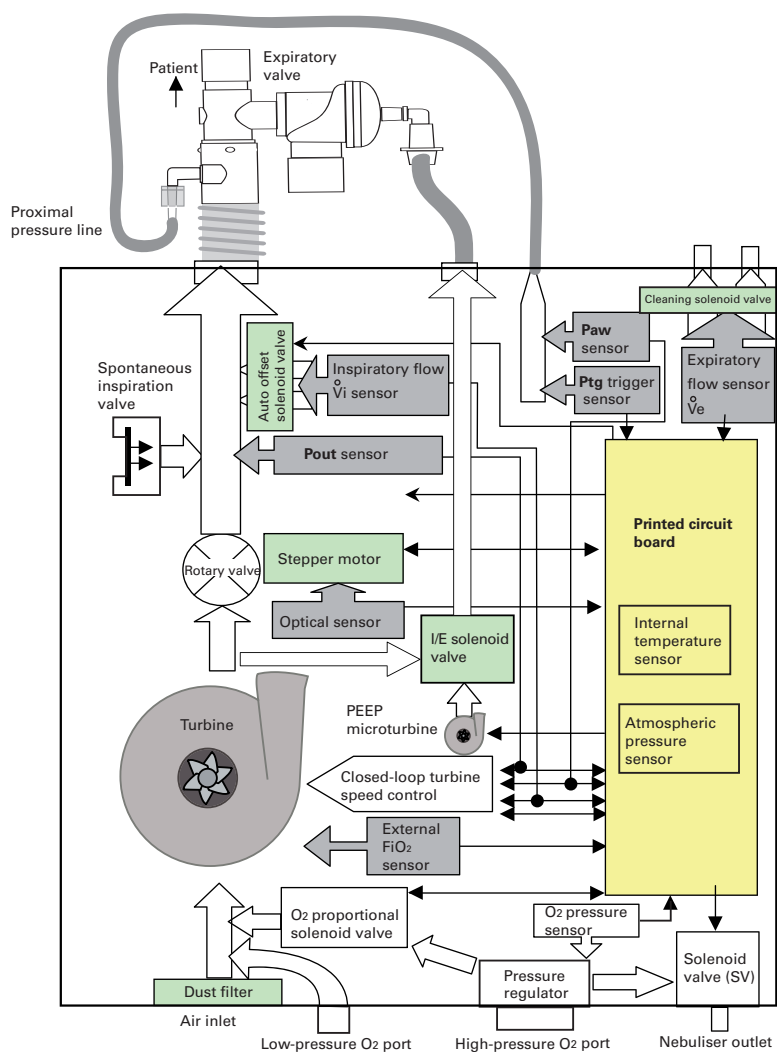 Patient
Expiratory
valve
Proximal
pressure line
Cleaning solenoid valve
Paw
sensor
Expiratory
flow sensor
V̊e
Ptg trigger
sensor
Auto offset
solenoid valve
Inspiratory flow
V̊i sensor
Spontaneous
inspiration
valve
Pout sensor
Printed circuit
board
Rotary valve
Stepper motor
Optical sensor
I/E solenoid
valve
Internal
temperature
sensor
Turbine
PEEP
microturbine
Atmospheric
pressure
sensor
Closed-loop turbine
speed control
External
FiO2
sensor
O2 proportional
solenoid valve
O2 pressure
sensor
Solenoid
valve (SV)
Pressure
regulator
Dust filter
Air inlet
Low-pressure O2 port
High-pressure O2 port
Nebuliser outlet